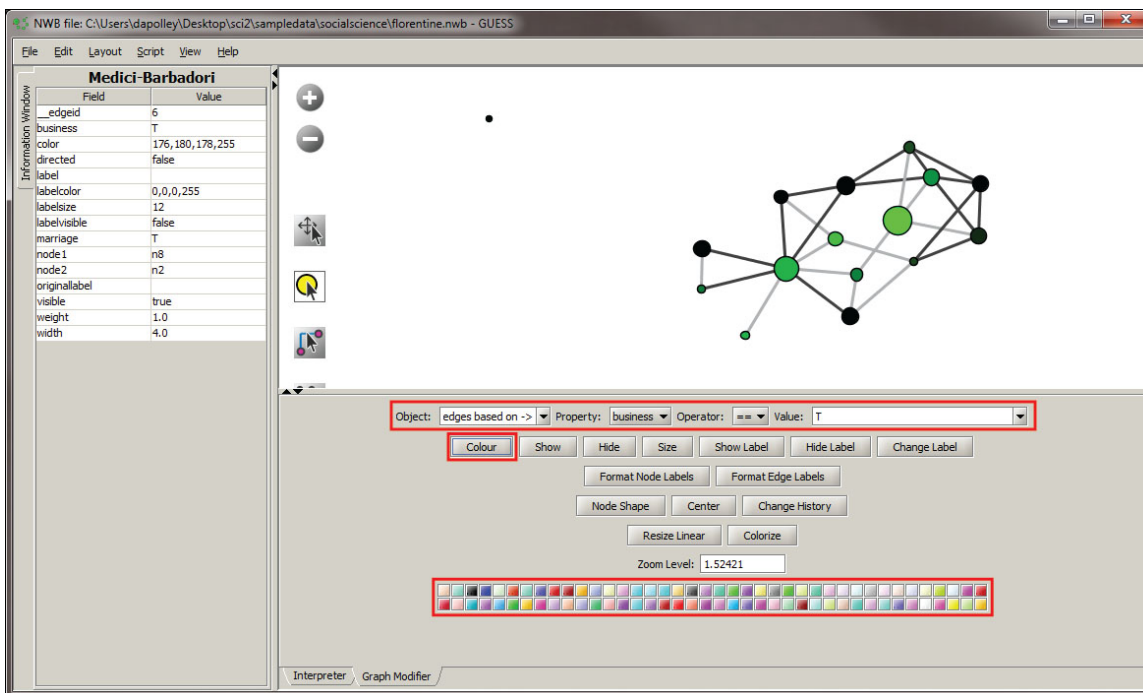 NWB file: C:\Users\dapolley\Desktop\sci2\sampledata\socialscience\florentine.nwb - GUESS
File Edit Layout Script View Help
Information Window
Medici-Barbadori
Field Value
__edgeid 6
business T
color 176,180,178,255
directed false
label
labelcolor 0,0,0,255
labelsize 12
labelvisible false
marriage T
node1 n8
node2 n2
originallabel
visible true
weight 1.0
width 4.0
Object: edges based on -> Property: business Operator: == Value: T
Colour Show Hide Size Show Label Hide Label Change Label
Format Node Labels Format Edge Labels
Node Shape Center Change History
Resize Linear Colorize
Zoom Level: 1.52421
Interpreter Graph Modifier